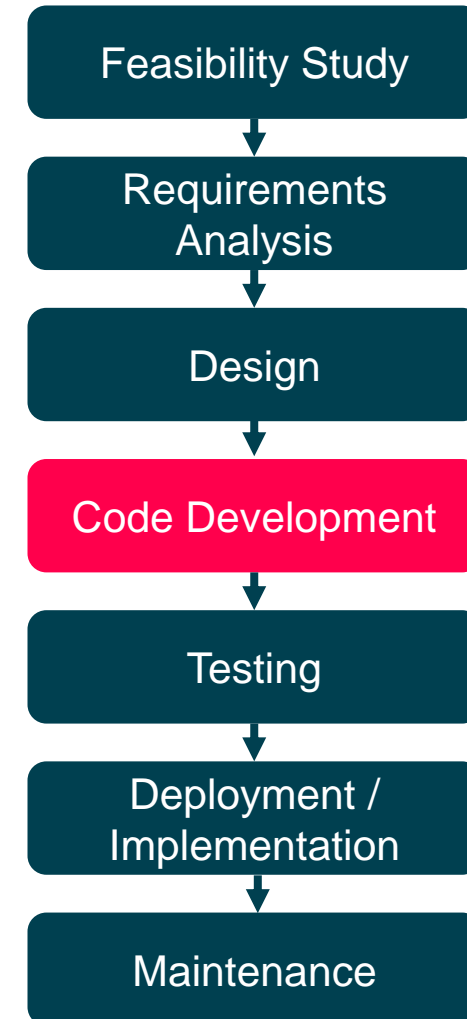 Feasibility Study
Requirements
Analysis
Design
Code Development
Testing
Deployment /
Implementation
Maintenance